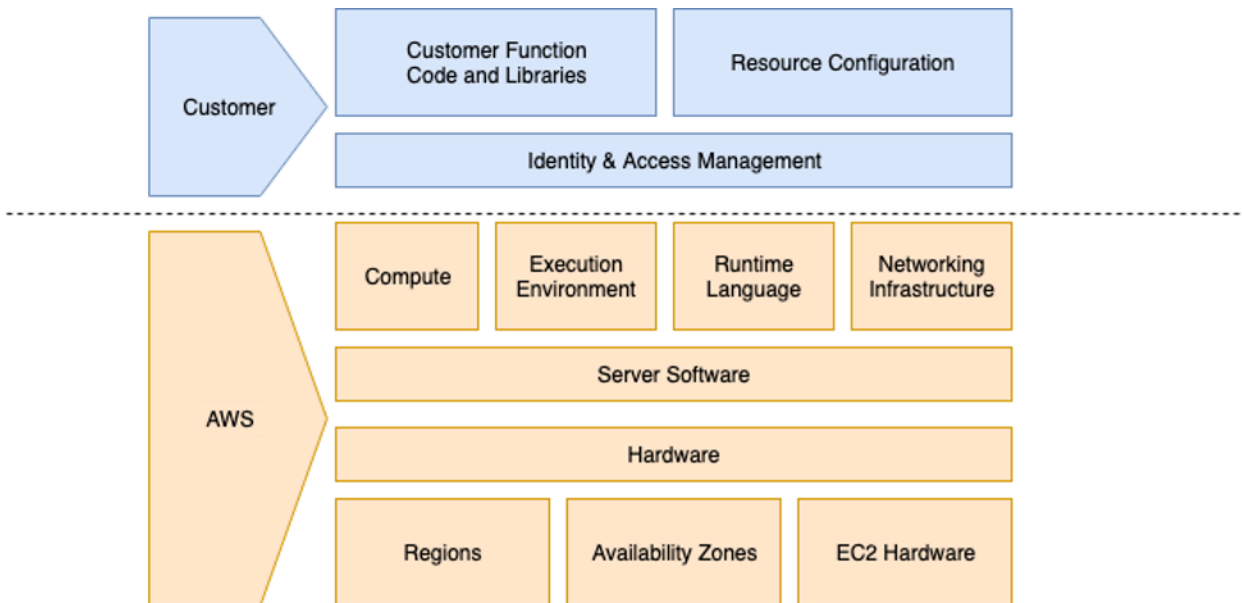 Customer
Customer Function
Code and Libraries
Resource Configuration
Identity & Access Management
AWS
Compute
Execution
Environment
Runtime
Language
Networking
Infrastructure
Server Software
Hardware
Regions
Availability Zones
EC2 Hardware